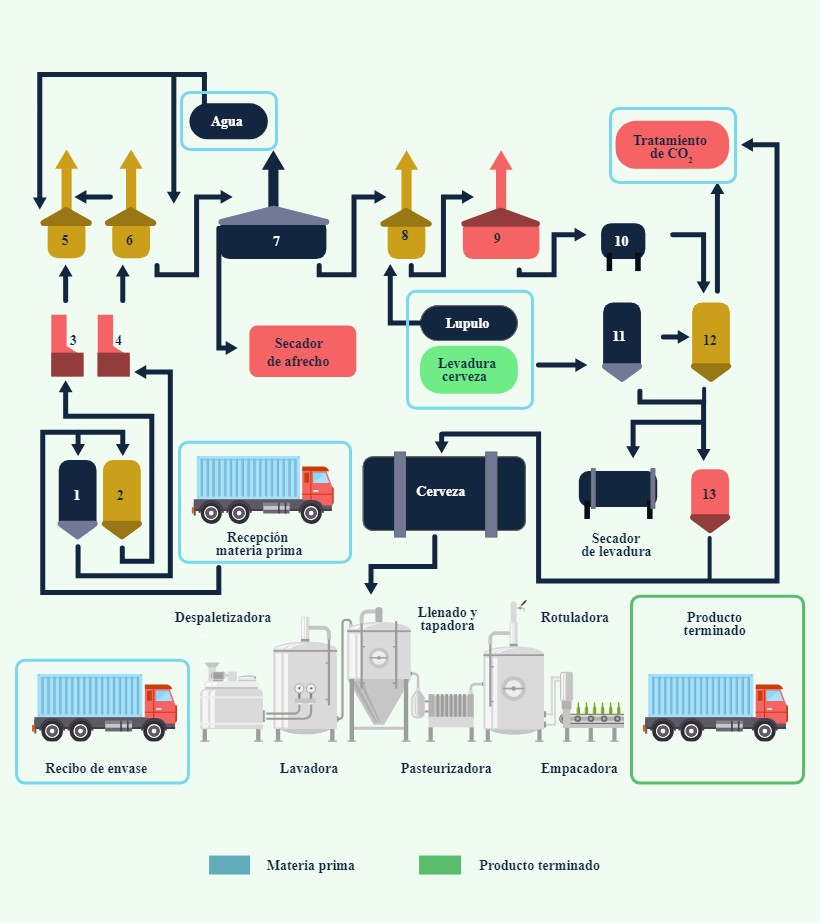 Agua
Tratamiento
de CO2
5
6
7
8
9
10
3
4
Secador
de afrecho
Lupulo
Levadura
cerveza
11
12
1
2
Recepción
materia prima
Cerveza
13
Secador
de levadura
Despaletizadora
Llenado y
tapadora
Rotuladora
Producto
terminado
Recibo de envase
Lavadora
Pasteurizadora
Empacadora
Materia prima
Producto terminado